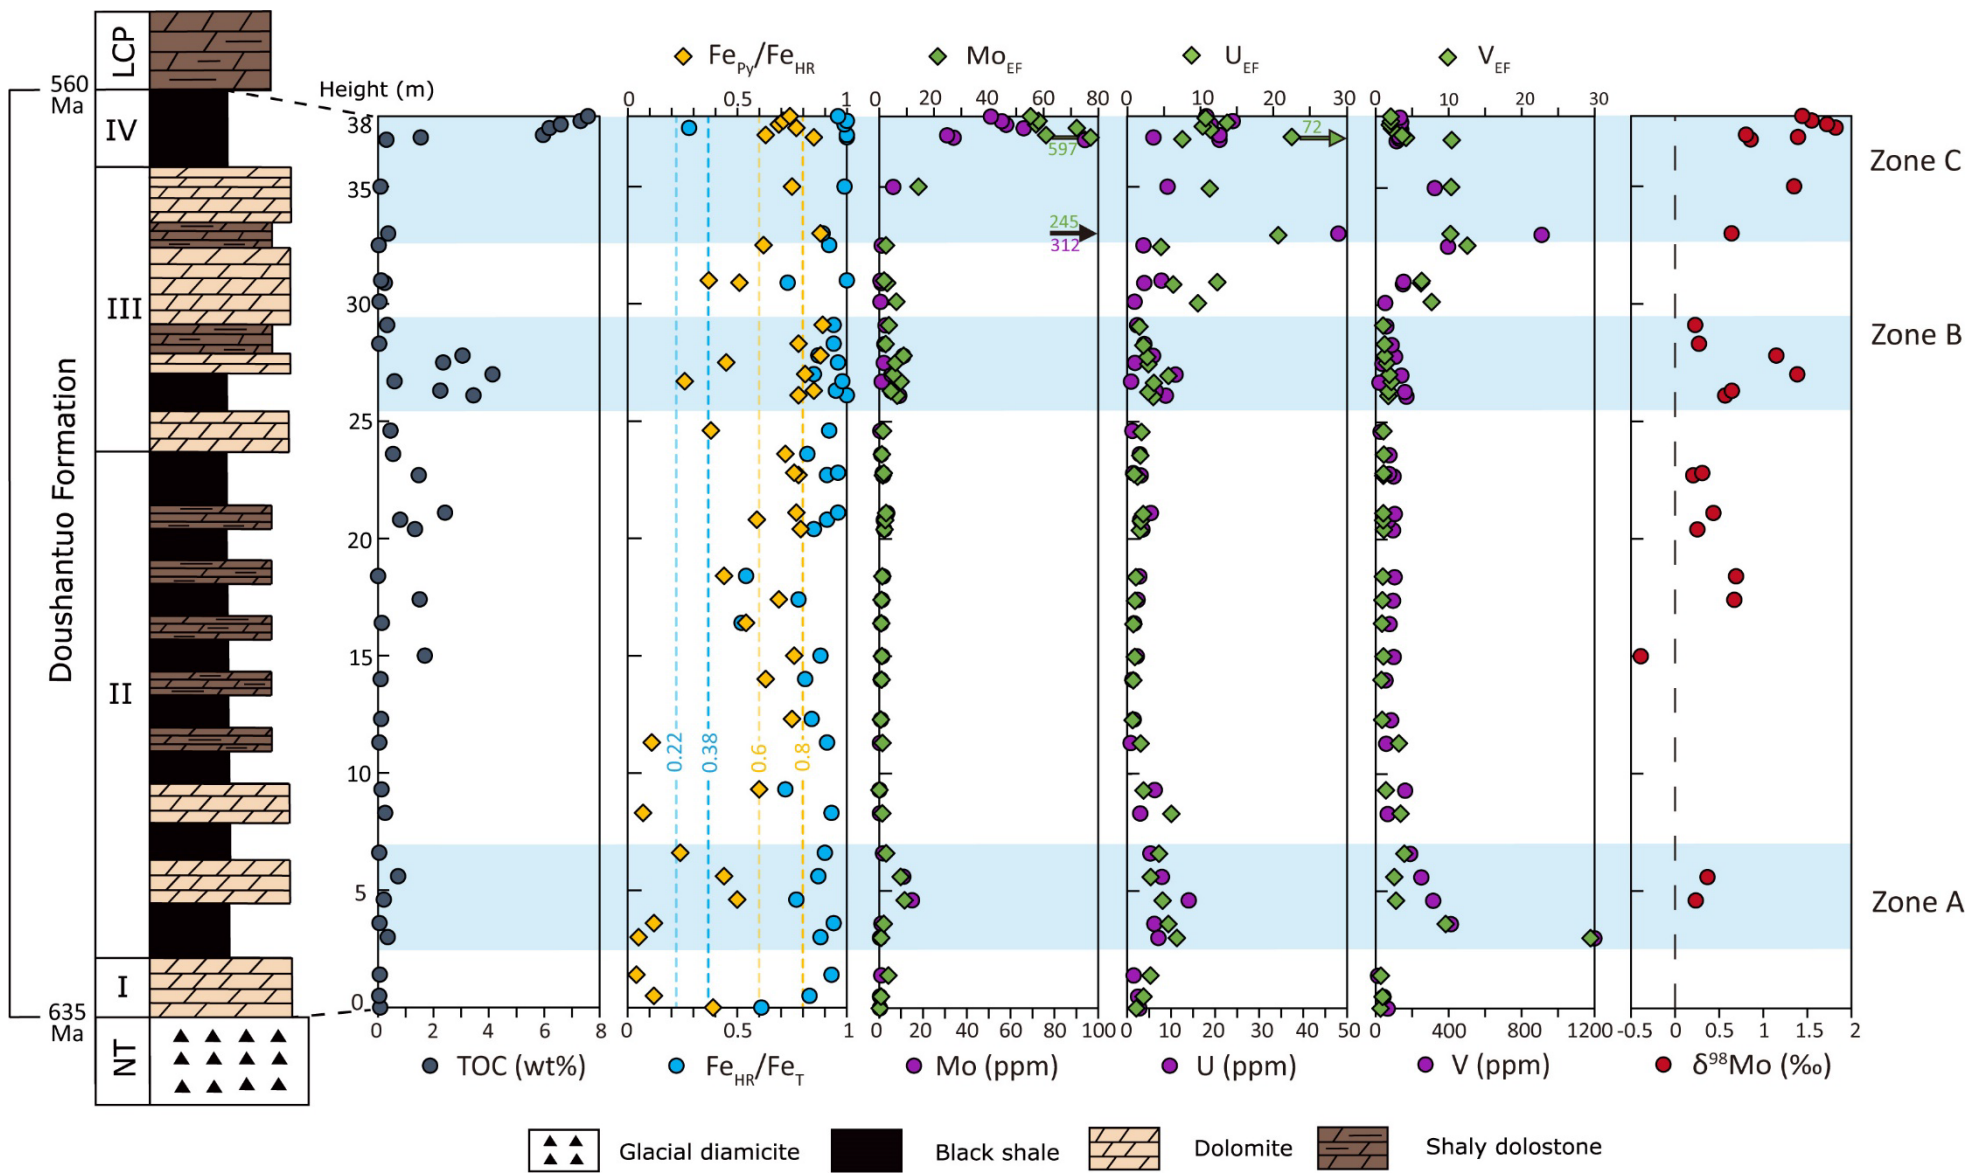 Fe_Py/Fe_HR
Mo_EF
U_EF
V_EF
LCP
560
Ma
Height (m)
0 0.5 1
0 20 40 60 80
0 10 20 30
0 10 20 30
38
IV
72
597
Zone C
35
245
312
III
30
Zone B
25
Doushantuo Formation
20
II
15
0.22
0.38
0.6
0.8
10
5
Zone A
I
0
635
Ma
0 2 4 6 8
0 0.5 1
0 20 40 60 80 100
0 10 20 30 40 50
0 400 800 1200
-0.5 0 0.5 1 1.5 2
NT
TOC (wt%)
Fe_HR/Fe_T
Mo (ppm)
U (ppm)
V (ppm)
δ⁹⁸Mo (‰)
Glacial diamicite
Black shale
Dolomite
Shaly dolostone